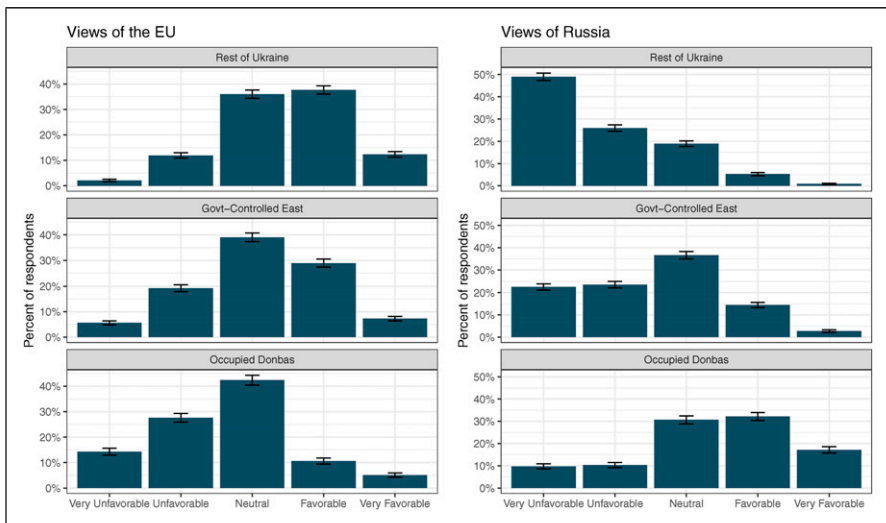 Views of the EU
Views of Russia
Percent of respondents
Rest of Ukraine
40%
30%
20%
10%
0%
Govt-Controlled East
40%
30%
20%
10%
0%
Occupied Donbas
40%
30%
20%
10%
0%
Very Unfavorable Unfavorable Neutral Favorable Very Favorable
Percent of respondents
Rest of Ukraine
50%
40%
30%
20%
10%
0%
Govt-Controlled East
50%
40%
30%
20%
10%
0%
Occupied Donbas
50%
40%
30%
20%
10%
0%
Very Unfavorable Unfavorable Neutral Favorable Very Favorable